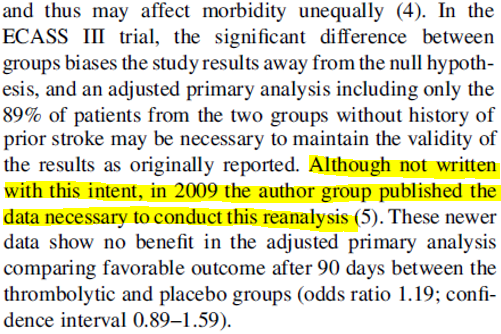 and thus may affect morbidity unequally (4). In the
ECASS III trial, the significant difference between
groups biases the study results away from the null hypoth-
esis, and an adjusted primary analysis including only the
89% of patients from the two groups without history of
prior stroke may be necessary to maintain the validity of
the results as originally reported. Although not written
with this intent, in 2009 the author group published the
data necessary to conduct this reanalysis (5). These newer
data show no benefit in the adjusted primary analysis
comparing favorable outcome after 90 days between the
thrombolytic and placebo groups (odds ratio 1.19; confi-
dence interval 0.89–1.59).